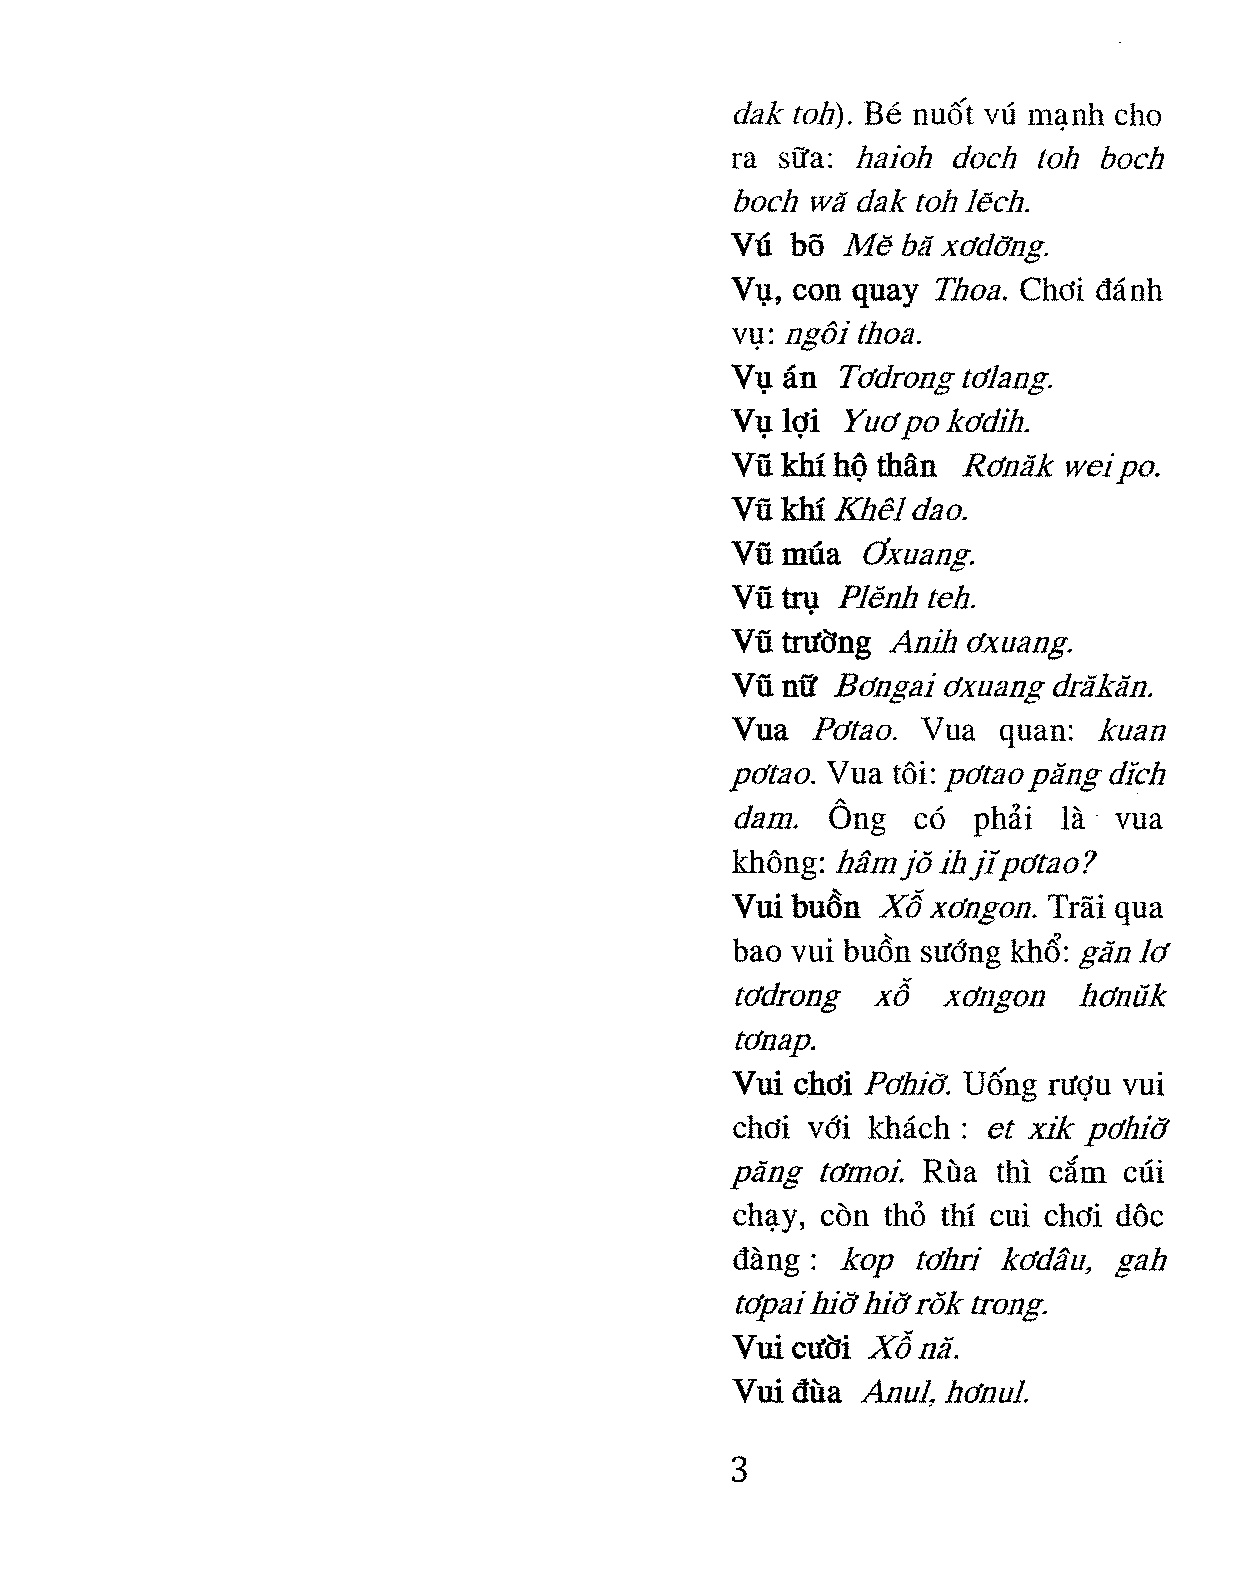 dak toh). Bé nuốt vú mạnh cho
ra sữa: haioh doch toh boch
boch wă dak toh lĕch.
Vú bõ Mĕ bă xơdơ̆ng.
Vụ, con quay Thoa. Chơi đánh
vụ: ngôi thoa.
Vụ án Tơdrong tơlang.
Vụ lợi Yuơ po kơdih.
Vũ khí hộ thân Rơnăk wei po.
Vũ khí Khêl dao.
Vũ múa Ơxuang.
Vũ trụ Plĕnh teh.
Vũ trường Anih ơxuang.
Vũ nữ Bơngai ơxuang drăkăn.
Vua Pơtao. Vua quan: kuan
pơtao. Vua tôi: pơtao păng dĭch
dam. Ông có phải là vua
không: hâm jŏ ih jĭ pơtao?
Vui buồn Xô̆ xơngon. Trãi qua
bao vui buồn sướng khổ: găn lơ
tơdrong xô̆ xơngon hơnŭk
tơnap.
Vui chơi Pơhiơ̆. Uống rượu vui
chơi với khách : et xik pơhiơ̆
păng tơmoi. Rùa thì cắm cúi
chạy, còn thỏ thí cui chơi dôc
đàng : kop tơhri kơdâu, gah
tơpai hiơ̆ hiơ̆ rŏk trong.
Vui cười Xô̆ nă.
Vui đùa Anul, hơnul.
3